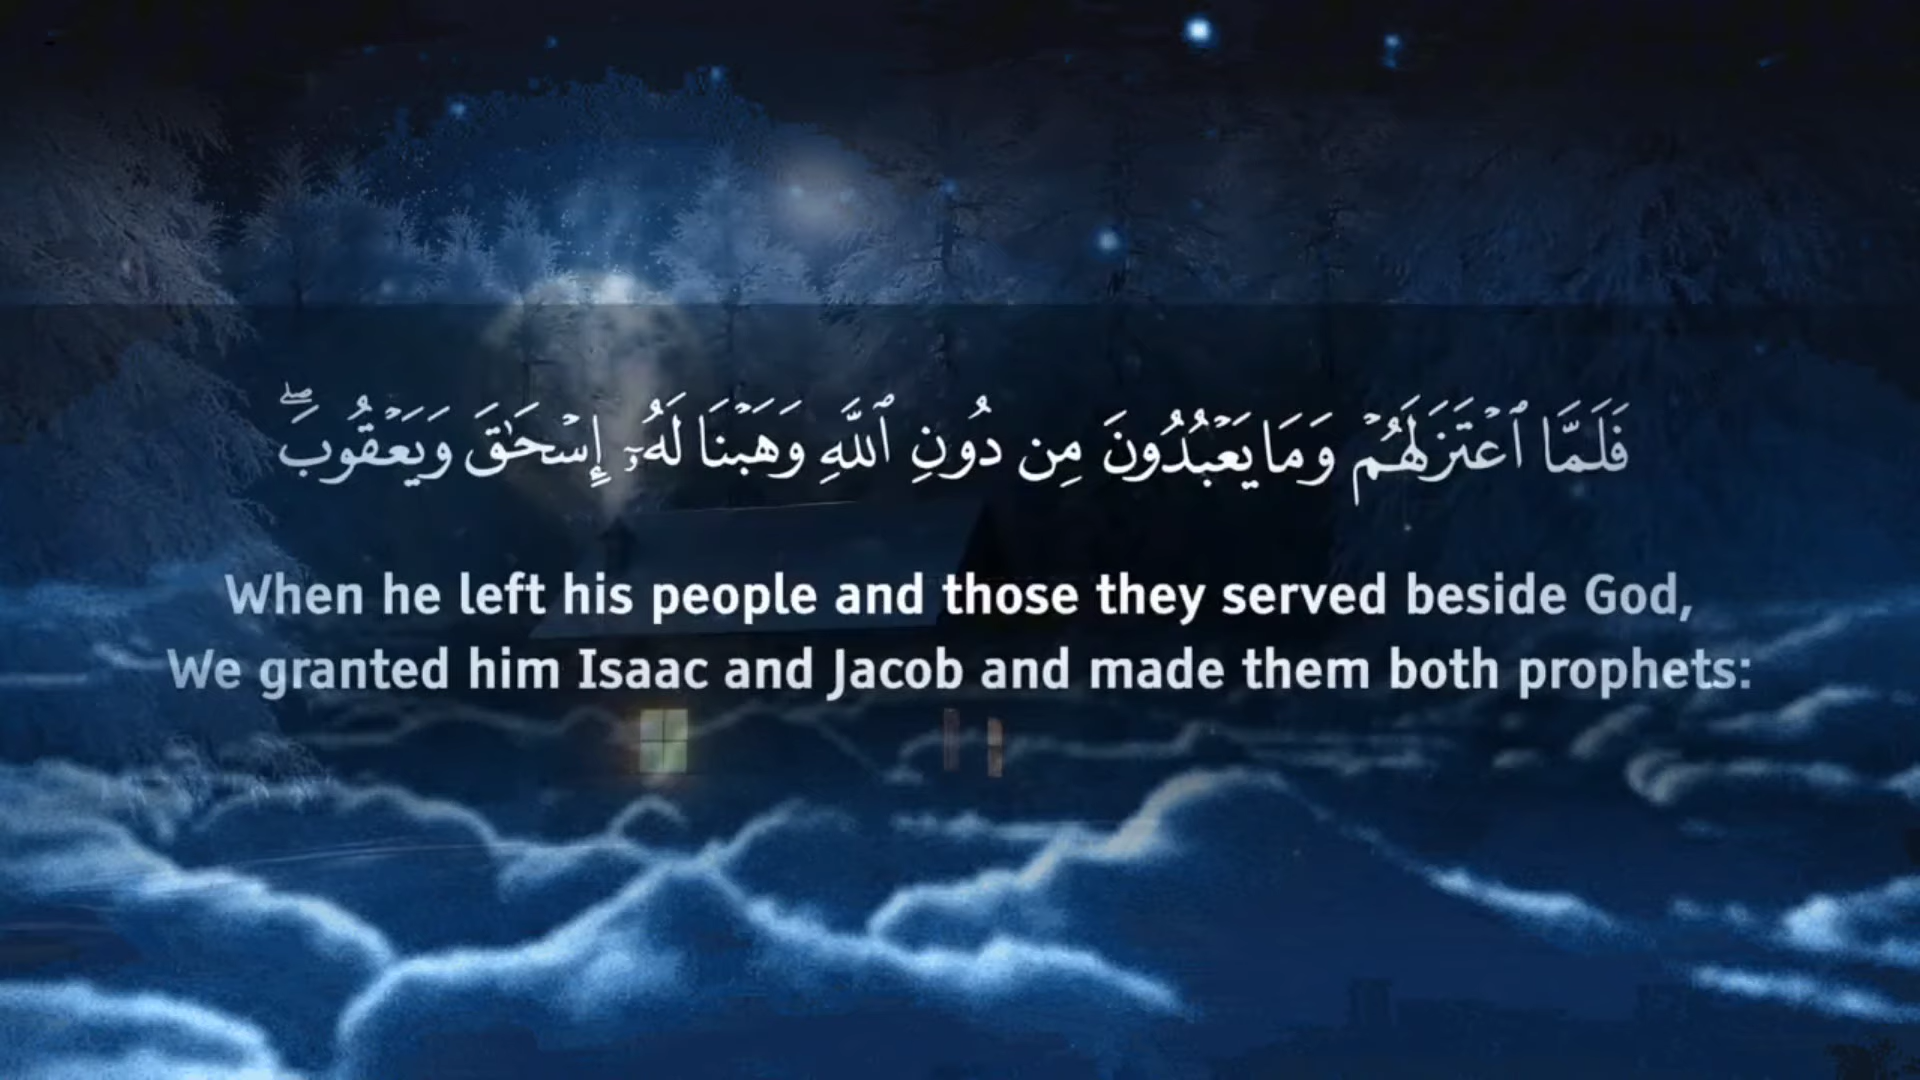 فَلَمَّا ٱعْتَزَلَهُمْ وَمَا يَعْبُدُونَ مِن دُونِ ٱللَّهِ وَهَبْنَا لَهُۥٓ إِسْحَـٰقَ وَيَعْقُوبَ ۖ
When he left his people and those they served beside God,
We granted him Isaac and Jacob and made them both prophets: